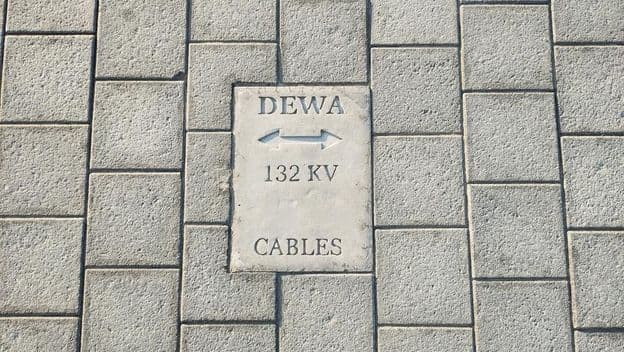 DEWA
132 KV
CABLES